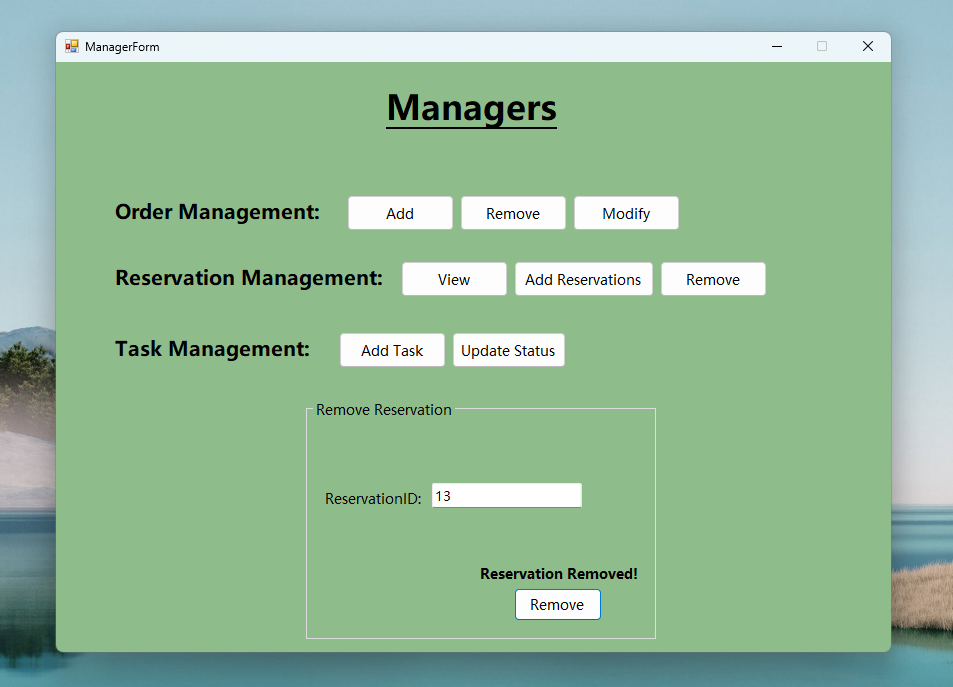 ManagerForm
Managers
Order Management: Add Remove Modify
Reservation Management: View Add Reservations Remove
Task Management: Add Task Update Status
Remove Reservation
ReservationID: 13
Reservation Removed!
Remove